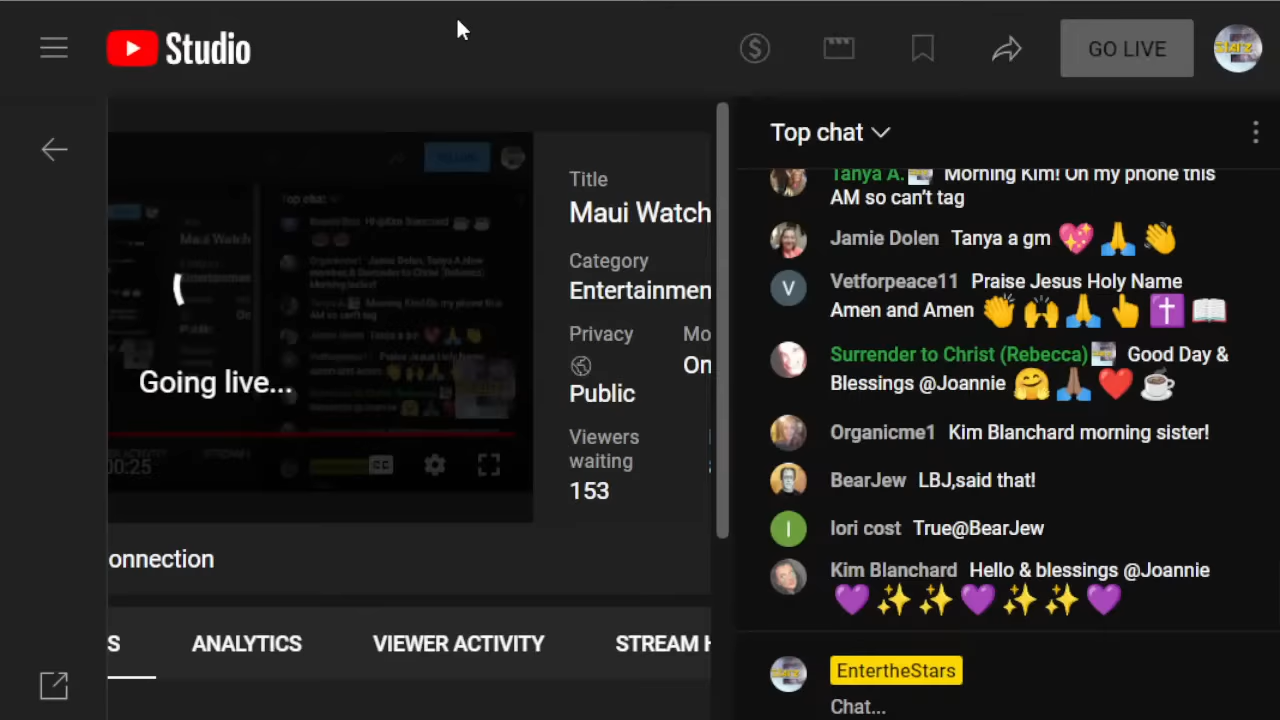 Studio
GO LIVE
Top chat
Title
Maui Watch
Category
Entertainmen
Privacy
Mo
On
Public
Viewers
waiting
153
Going live...
00:25
CC
onnection
S
ANALYTICS
VIEWER ACTIVITY
STREAM H
Tanya A. Morning Kim! On my phone this
AM so can't tag
Jamie Dolen Tanya a gm 💖🙏👋
Vetforpeace11 Praise Jesus Holy Name
Amen and Amen 👏🙌🙏👆✝️📖
Surrender to Christ (Rebecca) Good Day &
Blessings @Joannie 🤗🙏🏾❤️☕
Organicme1 Kim Blanchard morning sister!
BearJew LBJ,said that!
lori cost True@BearJew
Kim Blanchard Hello & blessings @Joannie
💜✨✨💜✨✨💜
EntertheStars
Chat...